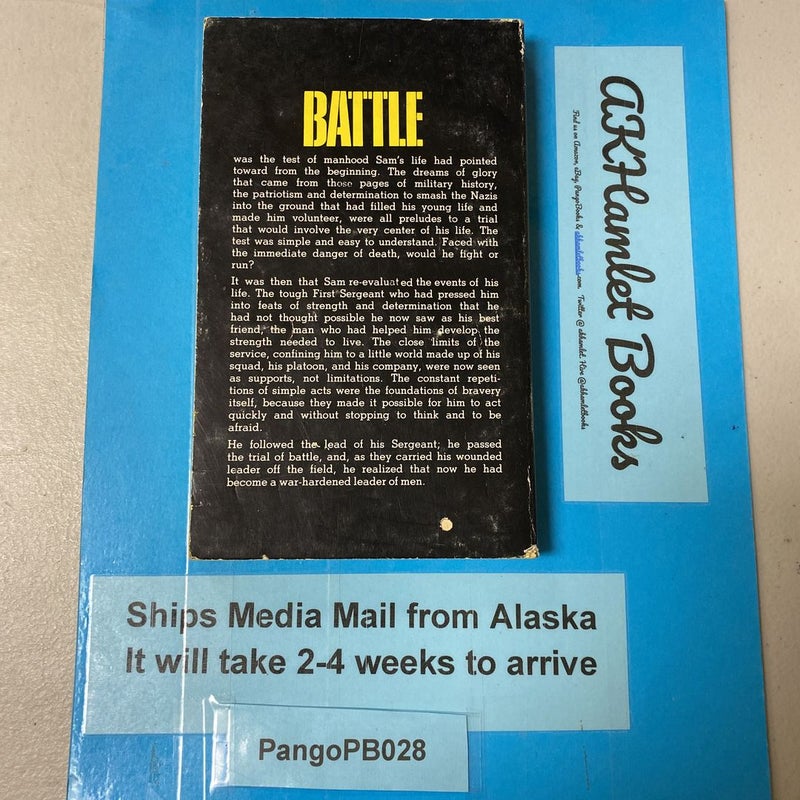 BATTLE
was the test of manhood Sam's life had pointed
toward from the beginning. The dreams of glory
that came from those pages of military history,
the patriotism and determination to smash the Nazis
into the ground that had filled his young life and
made him volunteer, were all preludes to a trial
that would involve the very center of his life. The
test was simple and easy to understand. Faced with
the immediate danger of death, would he fight or
run?
It was then that Sam re-evaluated the events of his
life. The tough First Sergeant who had pressed him
into feats of strength and determination that he
had not thought possible he now saw as his best
friend, the man who had helped him develop the
strength needed to live. The close limits of the
service, confining him to a little world made up of his
squad, his platoon, and his company, were now seen
as supports, not limitations. The constant repeti-
tions of simple acts were the foundations of bravery
itself, because they made it possible for him to act
quickly and without stopping to think and to be
afraid.
He followed the lead of his Sergeant; he passed
the trial of battle, and, as they carried his wounded
leader off the field, he realized that now he had
become a war-hardened leader of men.
AKHamlet Books
Find us on Amazon, eBay, PangoBooks & akhamletbooks.com. Twitter @ akhamlet. Hive @akhamletbooks
Ships Media Mail from Alaska
It will take 2-4 weeks to arrive
PangoPB028